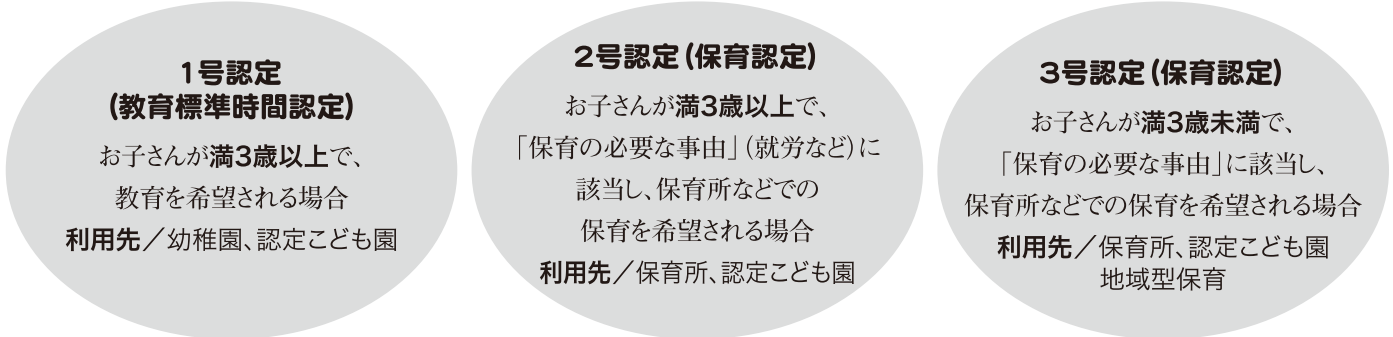 1号認定
(教育標準時間認定)
お子さんが満3歳以上で、
教育を希望される場合
利用先／幼稚園、認定こども園
2号認定(保育認定)
お子さんが満3歳以上で、
「保育の必要な事由」(就労など)に
該当し、保育所などでの
保育を希望される場合
利用先／保育所、認定こども園
3号認定(保育認定)
お子さんが満3歳未満で、
「保育の必要な事由」に該当し、
保育所などでの保育を希望される場合
利用先／保育所、認定こども園
地域型保育